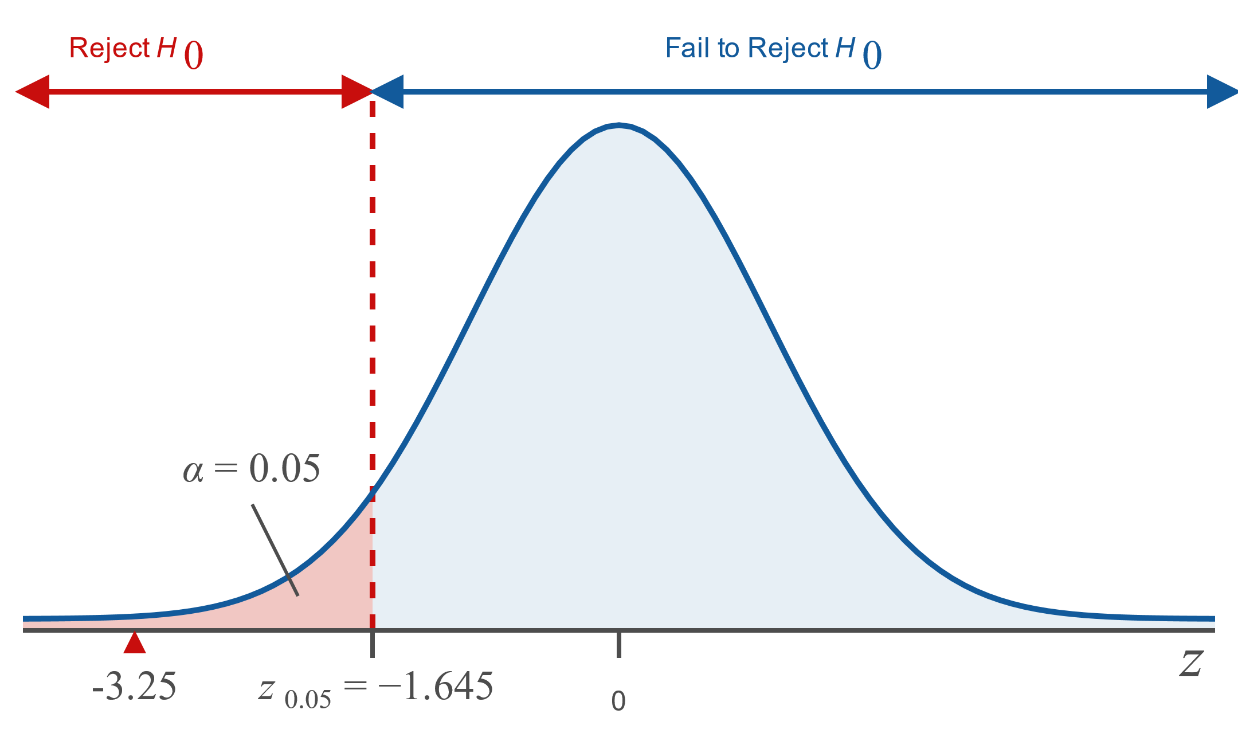 Reject H 0
Fail to Reject H 0
α = 0.05
z
-3.25
z 0.05 = −1.645
0